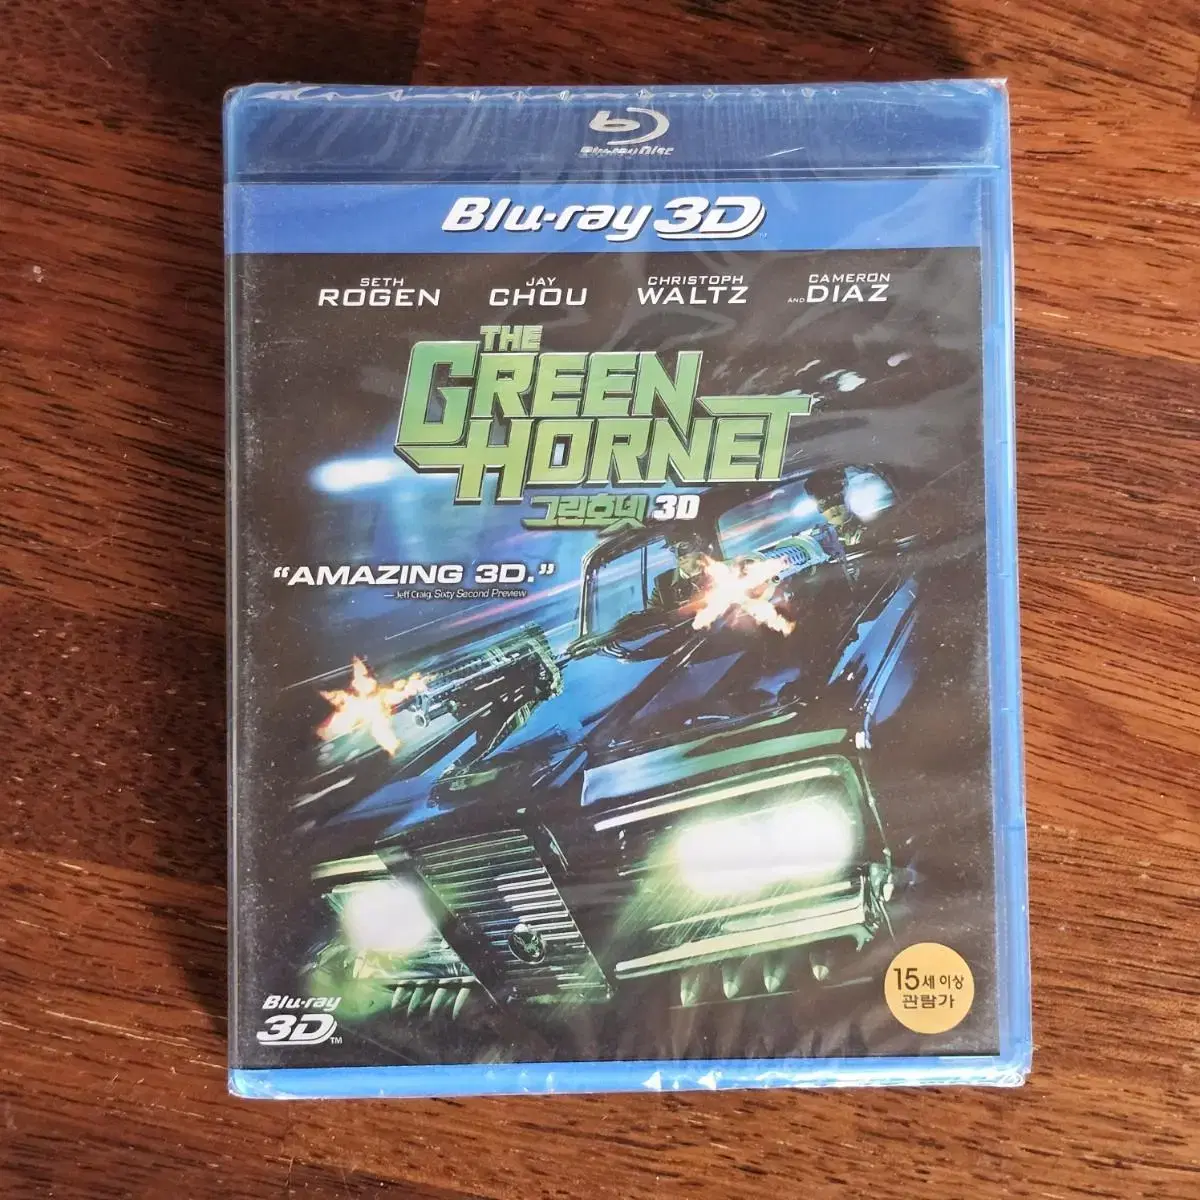 Blu-ray Disc
Blu-ray 3D
SETH ROGEN
JAY CHOU
CHRISTOPH WALTZ
AND CAMERON DIAZ
THE
GREEN
HORNET
그린호넷 3D
“AMAZING 3D.”
— Jeff Craig, Sixty Second Preview
15세 이상
관람가
Blu-ray
3D TM